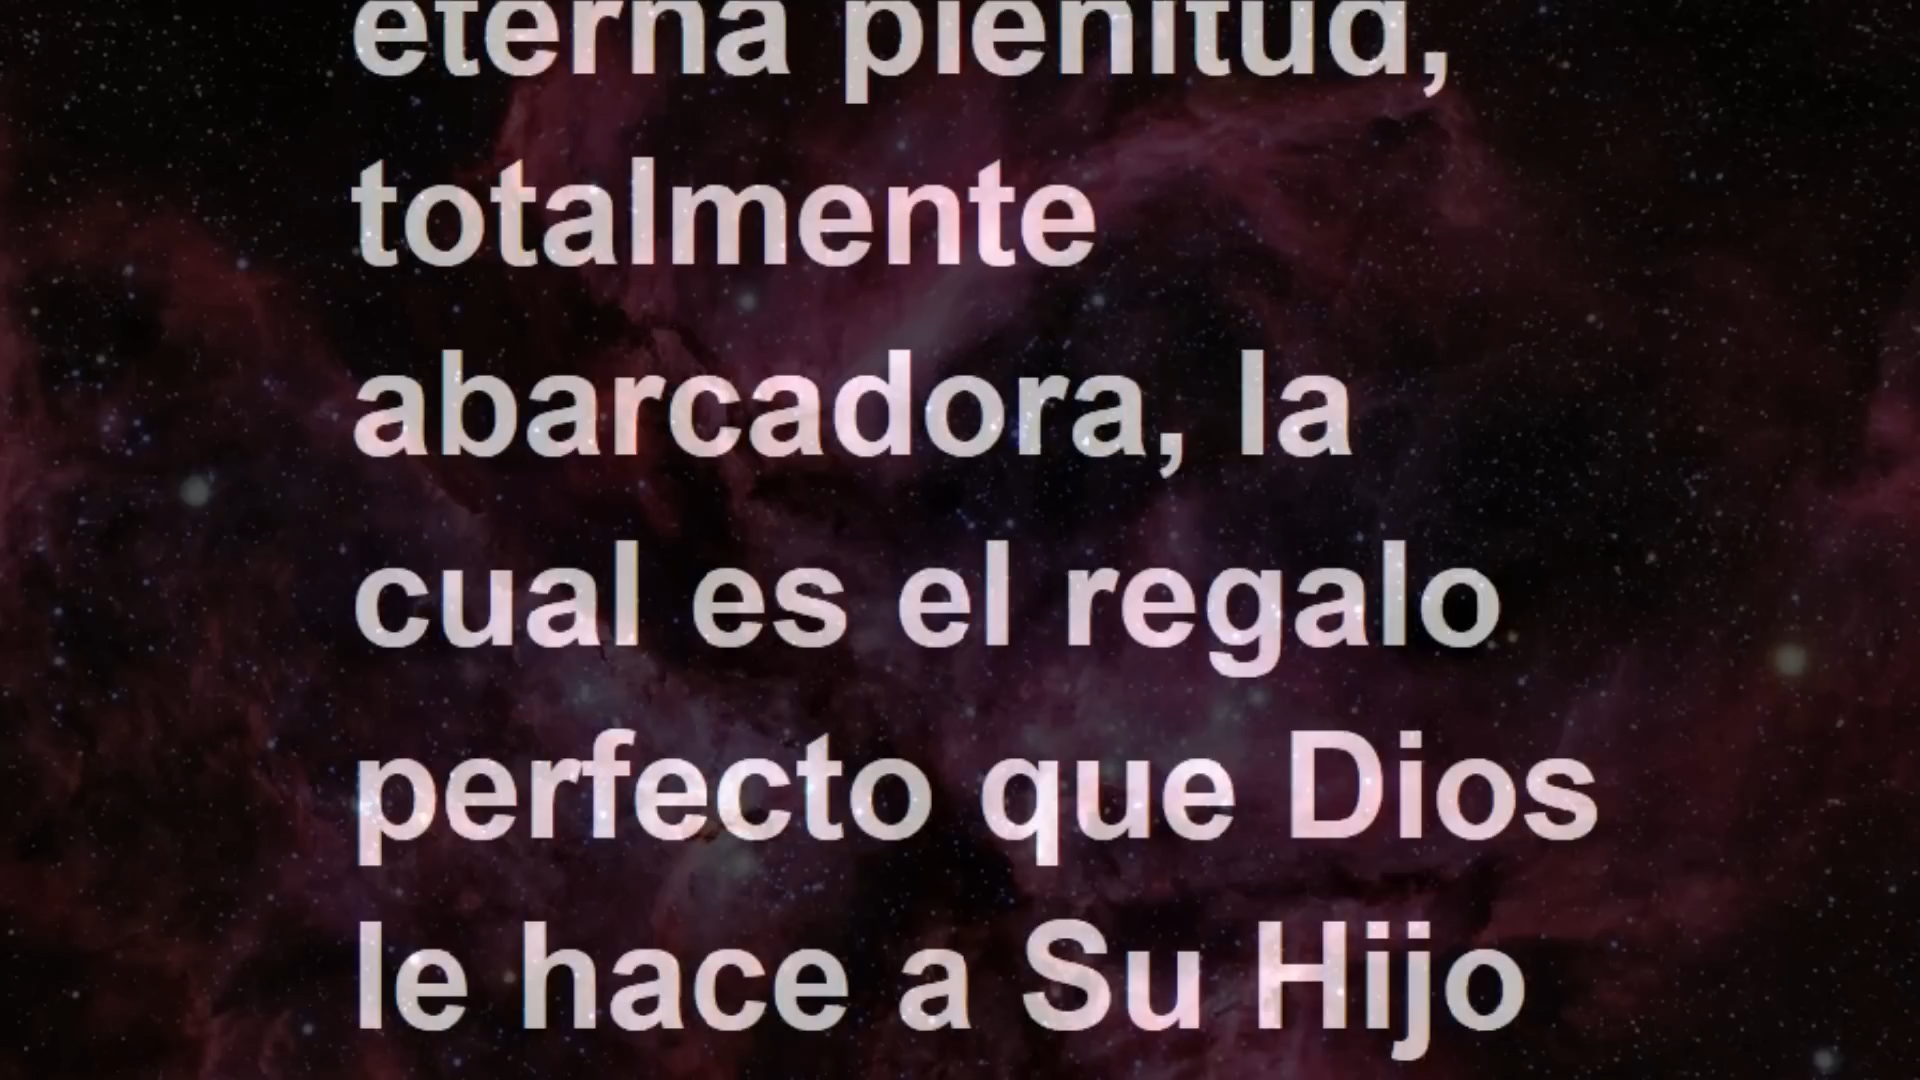 eterna plenitud,
totalmente
abarcadora, la
cual es el regalo
perfecto que Dios
le hace a Su Hijo